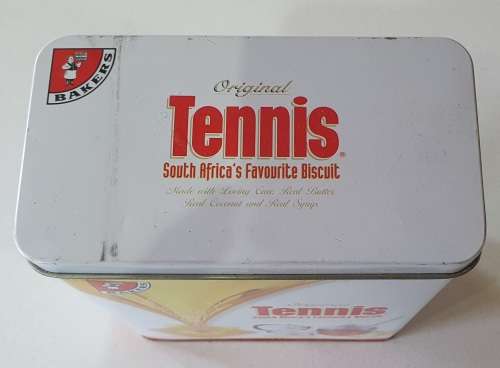 BAKERS
Original
Tennis
South Africa's Favourite Biscuit
Made with Loving Care, Real Butter,
Real Coconut and Real Syrup
Tennis